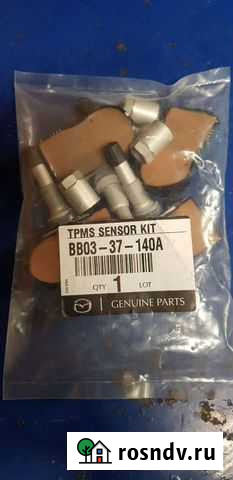 TPMS SENSOR KIT
BB03-37-140A
QTY 1 LOT
GENUINE PARTS
rosndv.ru